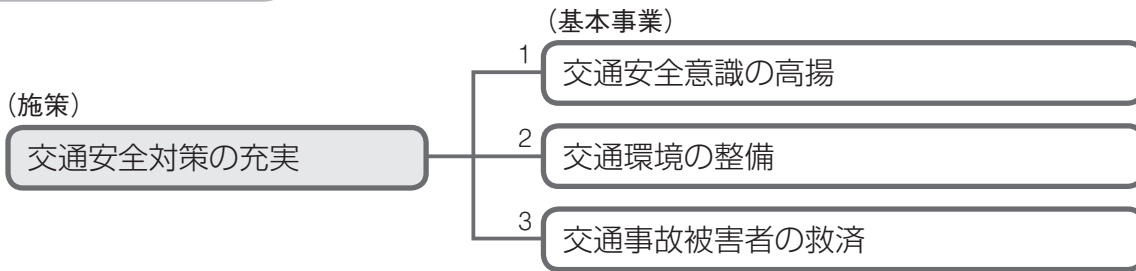 （基本事業）
1 交通安全意識の高揚
（施策）
交通安全対策の充実
2 交通環境の整備
3 交通事故被害者の救済